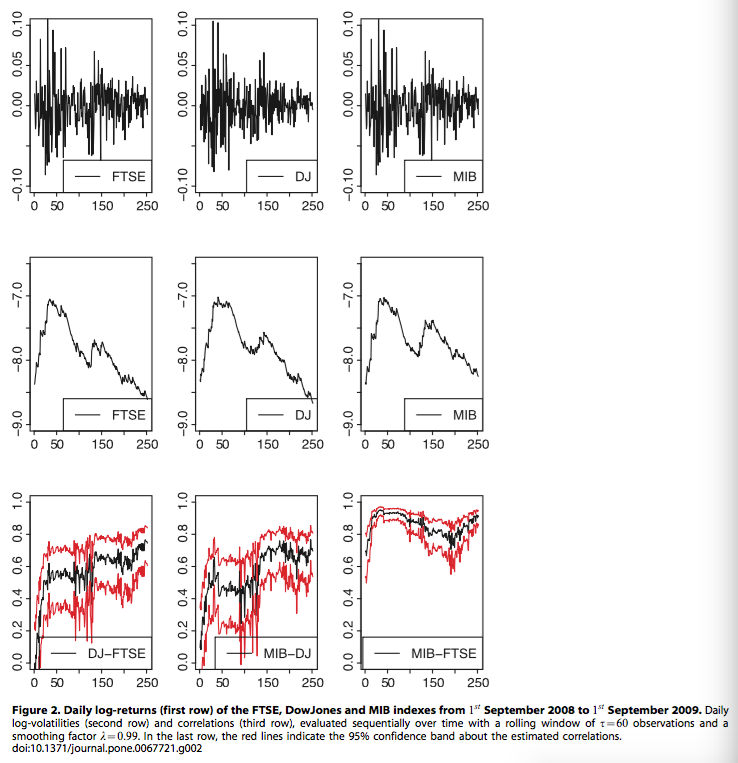 0.10 0.10 0.10
0.05 0.05 0.05
0.00 0.00 0.00
−0.10 −0.10 −0.10
FTSE DJ MIB
0 50 150 250 0 50 150 250 0 50 150 250
−7.0 −7.0 −7.0
−8.0 −8.0 −8.0
−9.0 −9.0 −9.0
FTSE DJ MIB
0 50 150 250 0 50 150 250 0 50 150 250
1.0 1.0 1.0
0.8 0.8 0.8
0.6 0.6 0.6
0.4 0.4 0.4
0.2 0.2 0.2
0.0 0.0 0.0
DJ−FTSE MIB−DJ MIB−FTSE
0 50 150 250 0 50 150 250 0 50 150 250
Figure 2. Daily log-returns (first row) of the FTSE, DowJones and MIB indexes from 1st September 2008 to 1st September 2009. Daily
log-volatilities (second row) and correlations (third row), evaluated sequentially over time with a rolling window of τ=60 observations and a
smoothing factor λ=0.99. In the last row, the red lines indicate the 95% confidence band about the estimated correlations.
doi:10.1371/journal.pone.0067721.g002